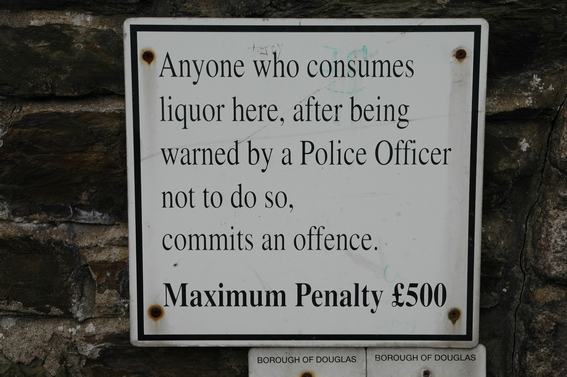 Anyone who consumes
liquor here, after being
warned by a Police Officer
not to do so,
commits an offence.
Maximum Penalty £500
BOROUGH OF DOUGLAS
BOROUGH OF DOUGLAS